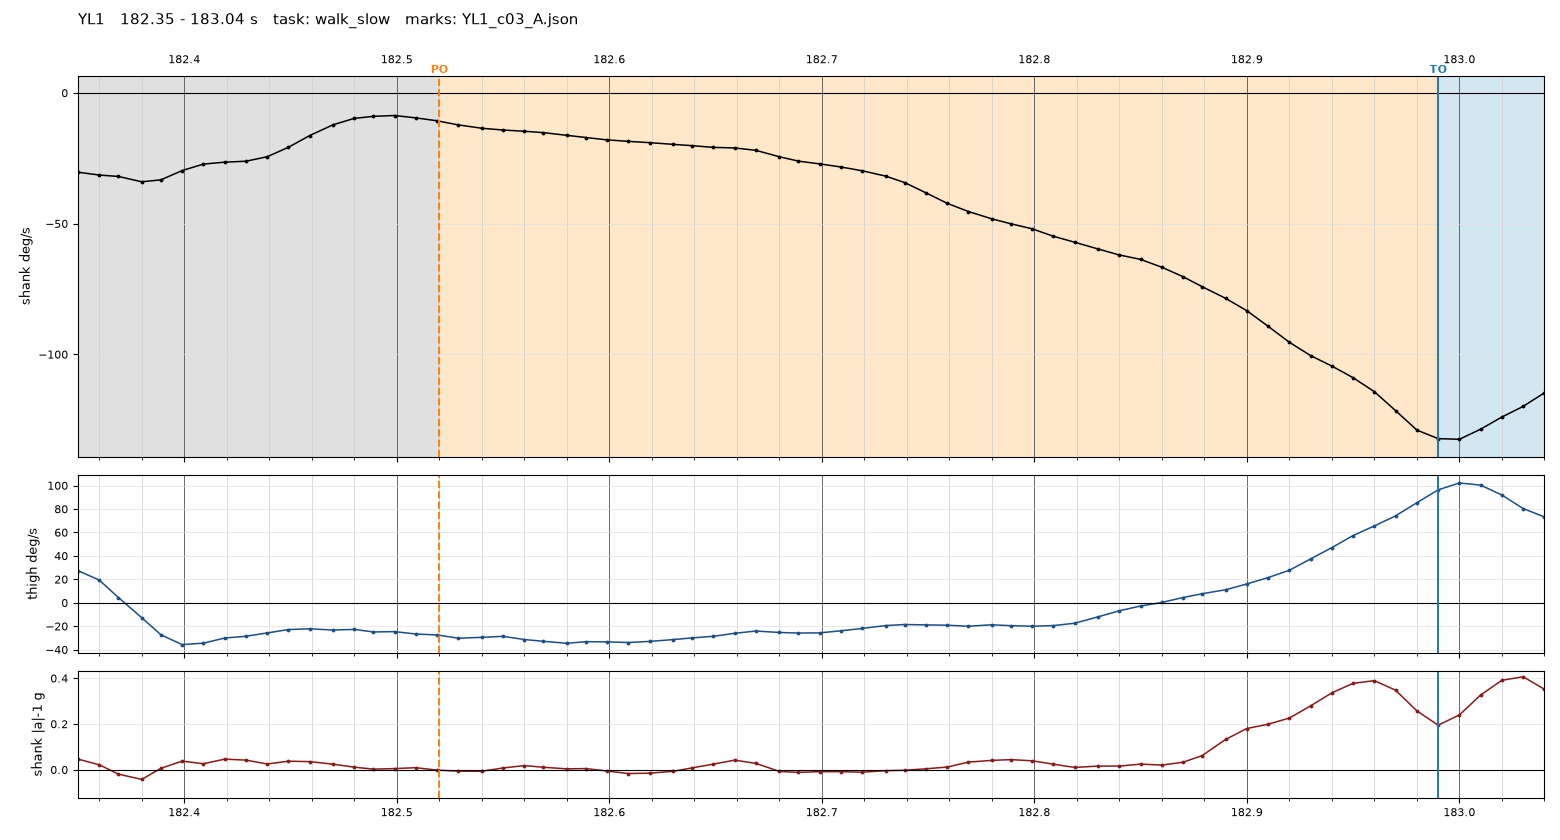 YL1   182.35 - 183.04 s   task: walk_slow   marks: YL1_c03_A.json
182.4 182.5 182.6 182.7 182.8 182.9 183.0
PO TO
0
−50
−100
shank deg/s
100
80
60
40
20
0
−20
−40
thigh deg/s
0.4
0.2
0.0
shank |a|-1 g
182.4 182.5 182.6 182.7 182.8 182.9 183.0